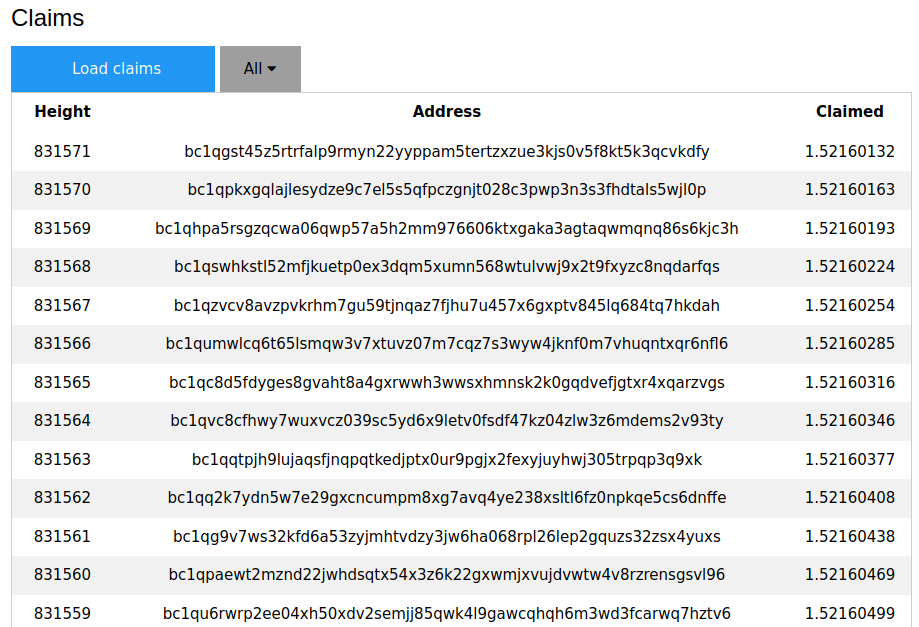 Claims
Load claims All
Height Address Claimed
831571 bc1qgst45z5rtrfalp9rmyn22yyppam5tertzxzue3kjs0v5f8kt5k3qcvkdfy 1.52160132
831570 bc1qpkxgqlajlesydze9c7el5s5qfpczgnjt028c3pwp3n3s3fhdtals5wjl0p 1.52160163
831569 bc1qhpa5rsgzqcwa06qwp57a5h2mm976606ktxgaka3agtaqwmqnq86s6kjc3h 1.52160193
831568 bc1qswhkstl52mfjkuetp0ex3dqm5xumn568wtulvwj9x2t9fxyzc8nqdarfqs 1.52160224
831567 bc1qzvcv8avzpvkrhm7gu59tjnqaz7fjhu7u457x6gxptv845lq684tq7hkdah 1.52160254
831566 bc1qumwlcq6t65lsmqw3v7xtuvz07m7cqz7s3wyw4jknf0m7vhuqntxqr6nfl6 1.52160285
831565 bc1qc8d5fdyges8gvaht8a4gxrwwh3wwsxhmnsk2k0gqdvefjgtxr4xqarzvgs 1.52160316
831564 bc1qvc8cfhwy7wuxvcz039sc5yd6x9letv0fsdf47kz04zlw3z6mdems2v93ty 1.52160346
831563 bc1qqtpjh9lujaqsfjnqpqtkedjptx0ur9pgjx2fexyjuyhwj305trpqp3q9xk 1.52160377
831562 bc1qq2k7ydn5w7e29gxcncumpm8xg7avq4ye238xsltl6fz0npkqe5cs6dnffe 1.52160408
831561 bc1qg9v7ws32kfd6a53zyjmhtvdzy3jw6ha068rpl26lep2gquzs32zsx4yuxs 1.52160438
831560 bc1qpaewt2mznd22jwhdsqtx54x3z6k22gxwmjxvujdvwtw4v8rzrensgsvl96 1.52160469
831559 bc1qu6rwrp2ee04xh50xdv2semjj85qwk4l9gawcqhqh6m3wd3fcarwq7hztv6 1.52160499